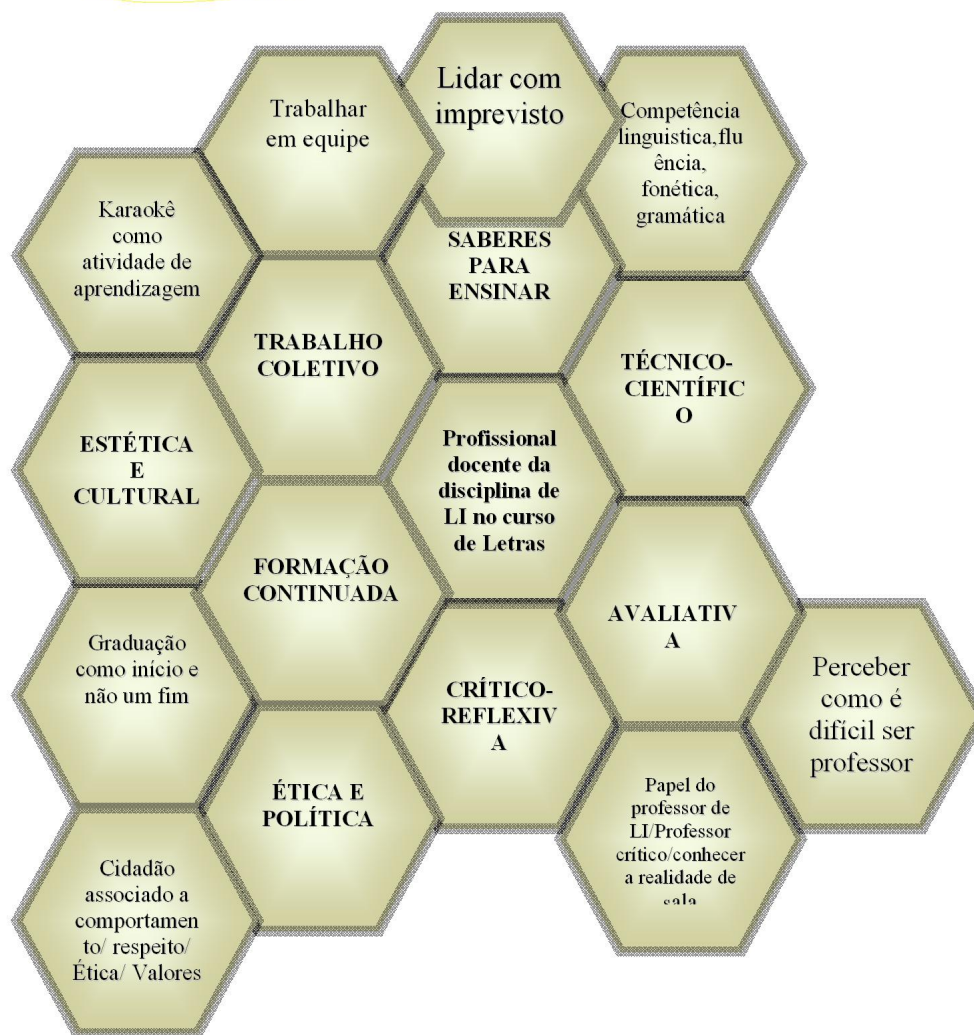 Lidar com
imprevisto
Trabalhar
em equipe
Competência
linguistica,flu
ência,
fonética,
gramática
Karaokê
como
atividade de
aprendizagem
SABERES
PARA
ENSINAR
TRABALHO
COLETIVO
TÉCNICO-
CIENTÍFIC
O
ESTÉTICA
E
CULTURAL
Profissional
docente da
disciplina de
LI no curso
de Letras
FORMAÇÃO
CONTINUADA
AVALIATIV
A
Graduação
como início e
não um fim
CRÍTICO-
REFLEXIV
A
Perceber
como é
difícil ser
professor
ÉTICA E
POLÍTICA
Papel do
professor de
LI/Professor
crítico/conhecer
a realidade de
sala
Cidadão
associado a
comportamen
to/ respeito/
Ética/ Valores